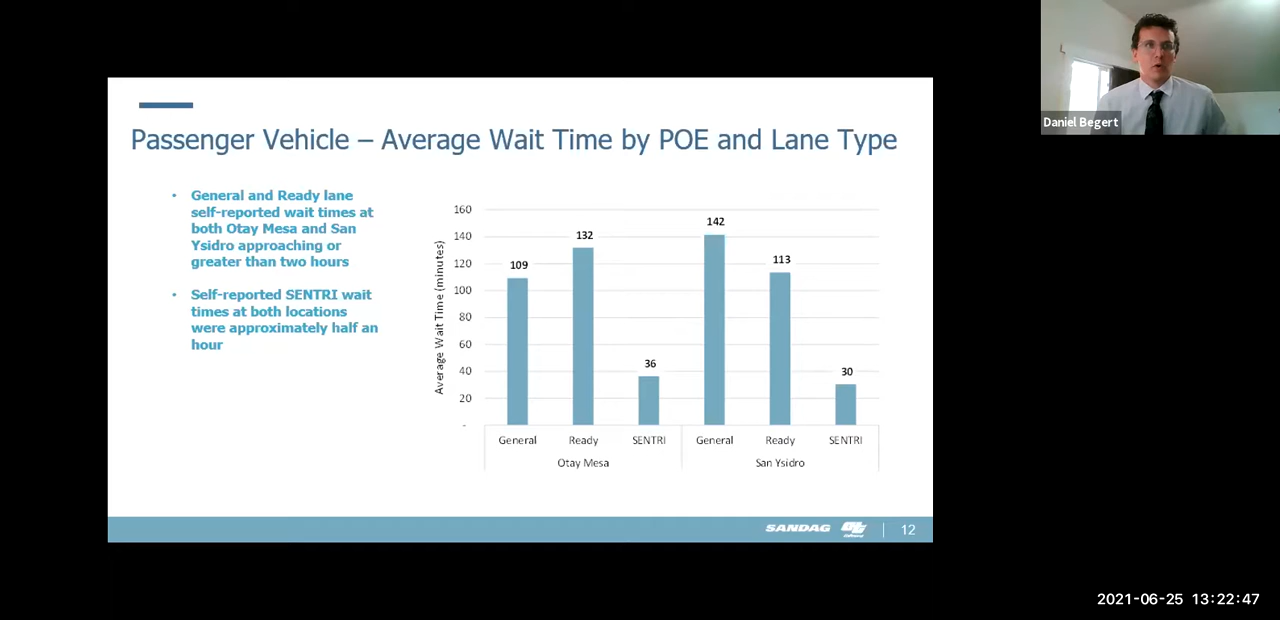 Daniel Begert
Passenger Vehicle – Average Wait Time by POE and Lane Type
• General and Ready lane
self-reported wait times at
both Otay Mesa and San
Ysidro approaching or
greater than two hours
• Self-reported SENTRI wait
times at both locations
were approximately half an
hour
Average Wait Time (minutes)
160
140
120
100
80
60
40
20
-
109
132
36
142
113
30
General Ready SENTRI General Ready SENTRI
Otay Mesa San Ysidro
SANDAG 12
2021-06-25 13:22:47